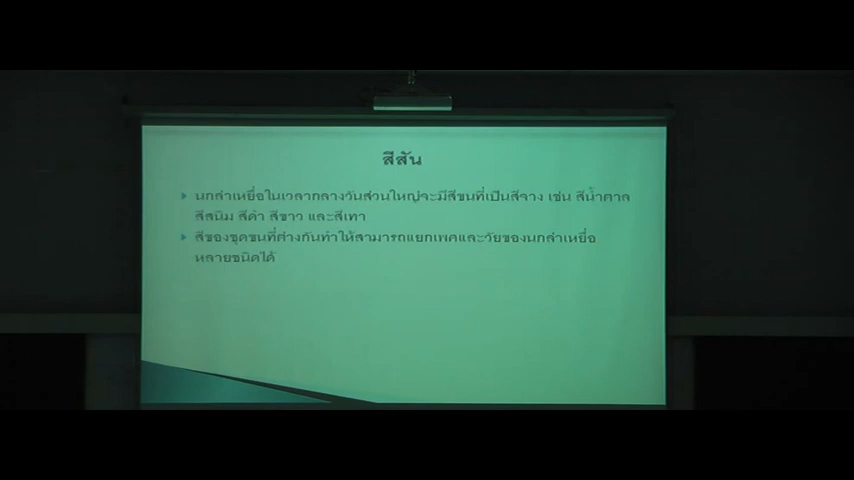 สีสัน
นกล่าเหยื่อในเวลากลางวันส่วนใหญ่จะมีสีขนที่เป็นสีจาง เช่น สีน้ำตาล
สีสนิม สีดำ สีขาว และสีเทา
สีของชุดขนที่ต่างกันทำให้สามารถแยกเพศและวัยของนกล่าเหยื่อ
หลายชนิดได้